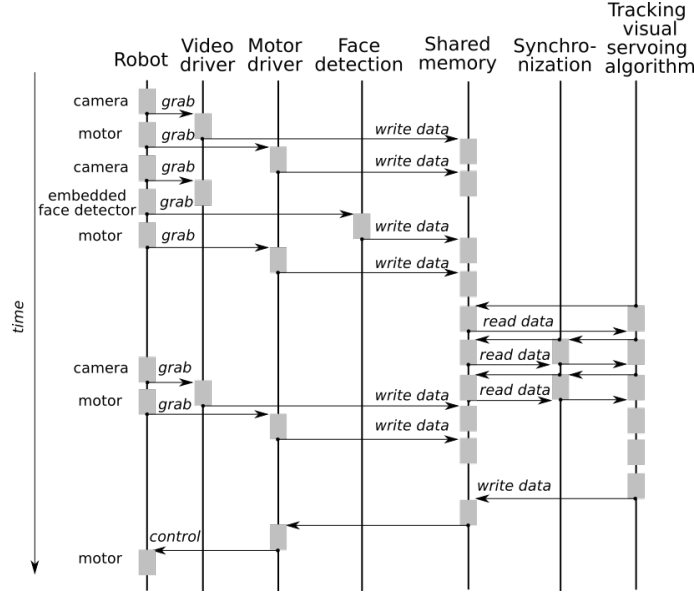 Tracking
visual
servoing
algorithm
Robot
Video
driver
Motor
driver
Face
detection
Shared
memory
Synchro-
nization
camera
grab
motor
grab
write data
camera
grab
write data
embedded
face detector
grab
motor
grab
write data
write data
time
read data
read data
camera
grab
read data
motor
grab
write data
write data
write data
control
motor